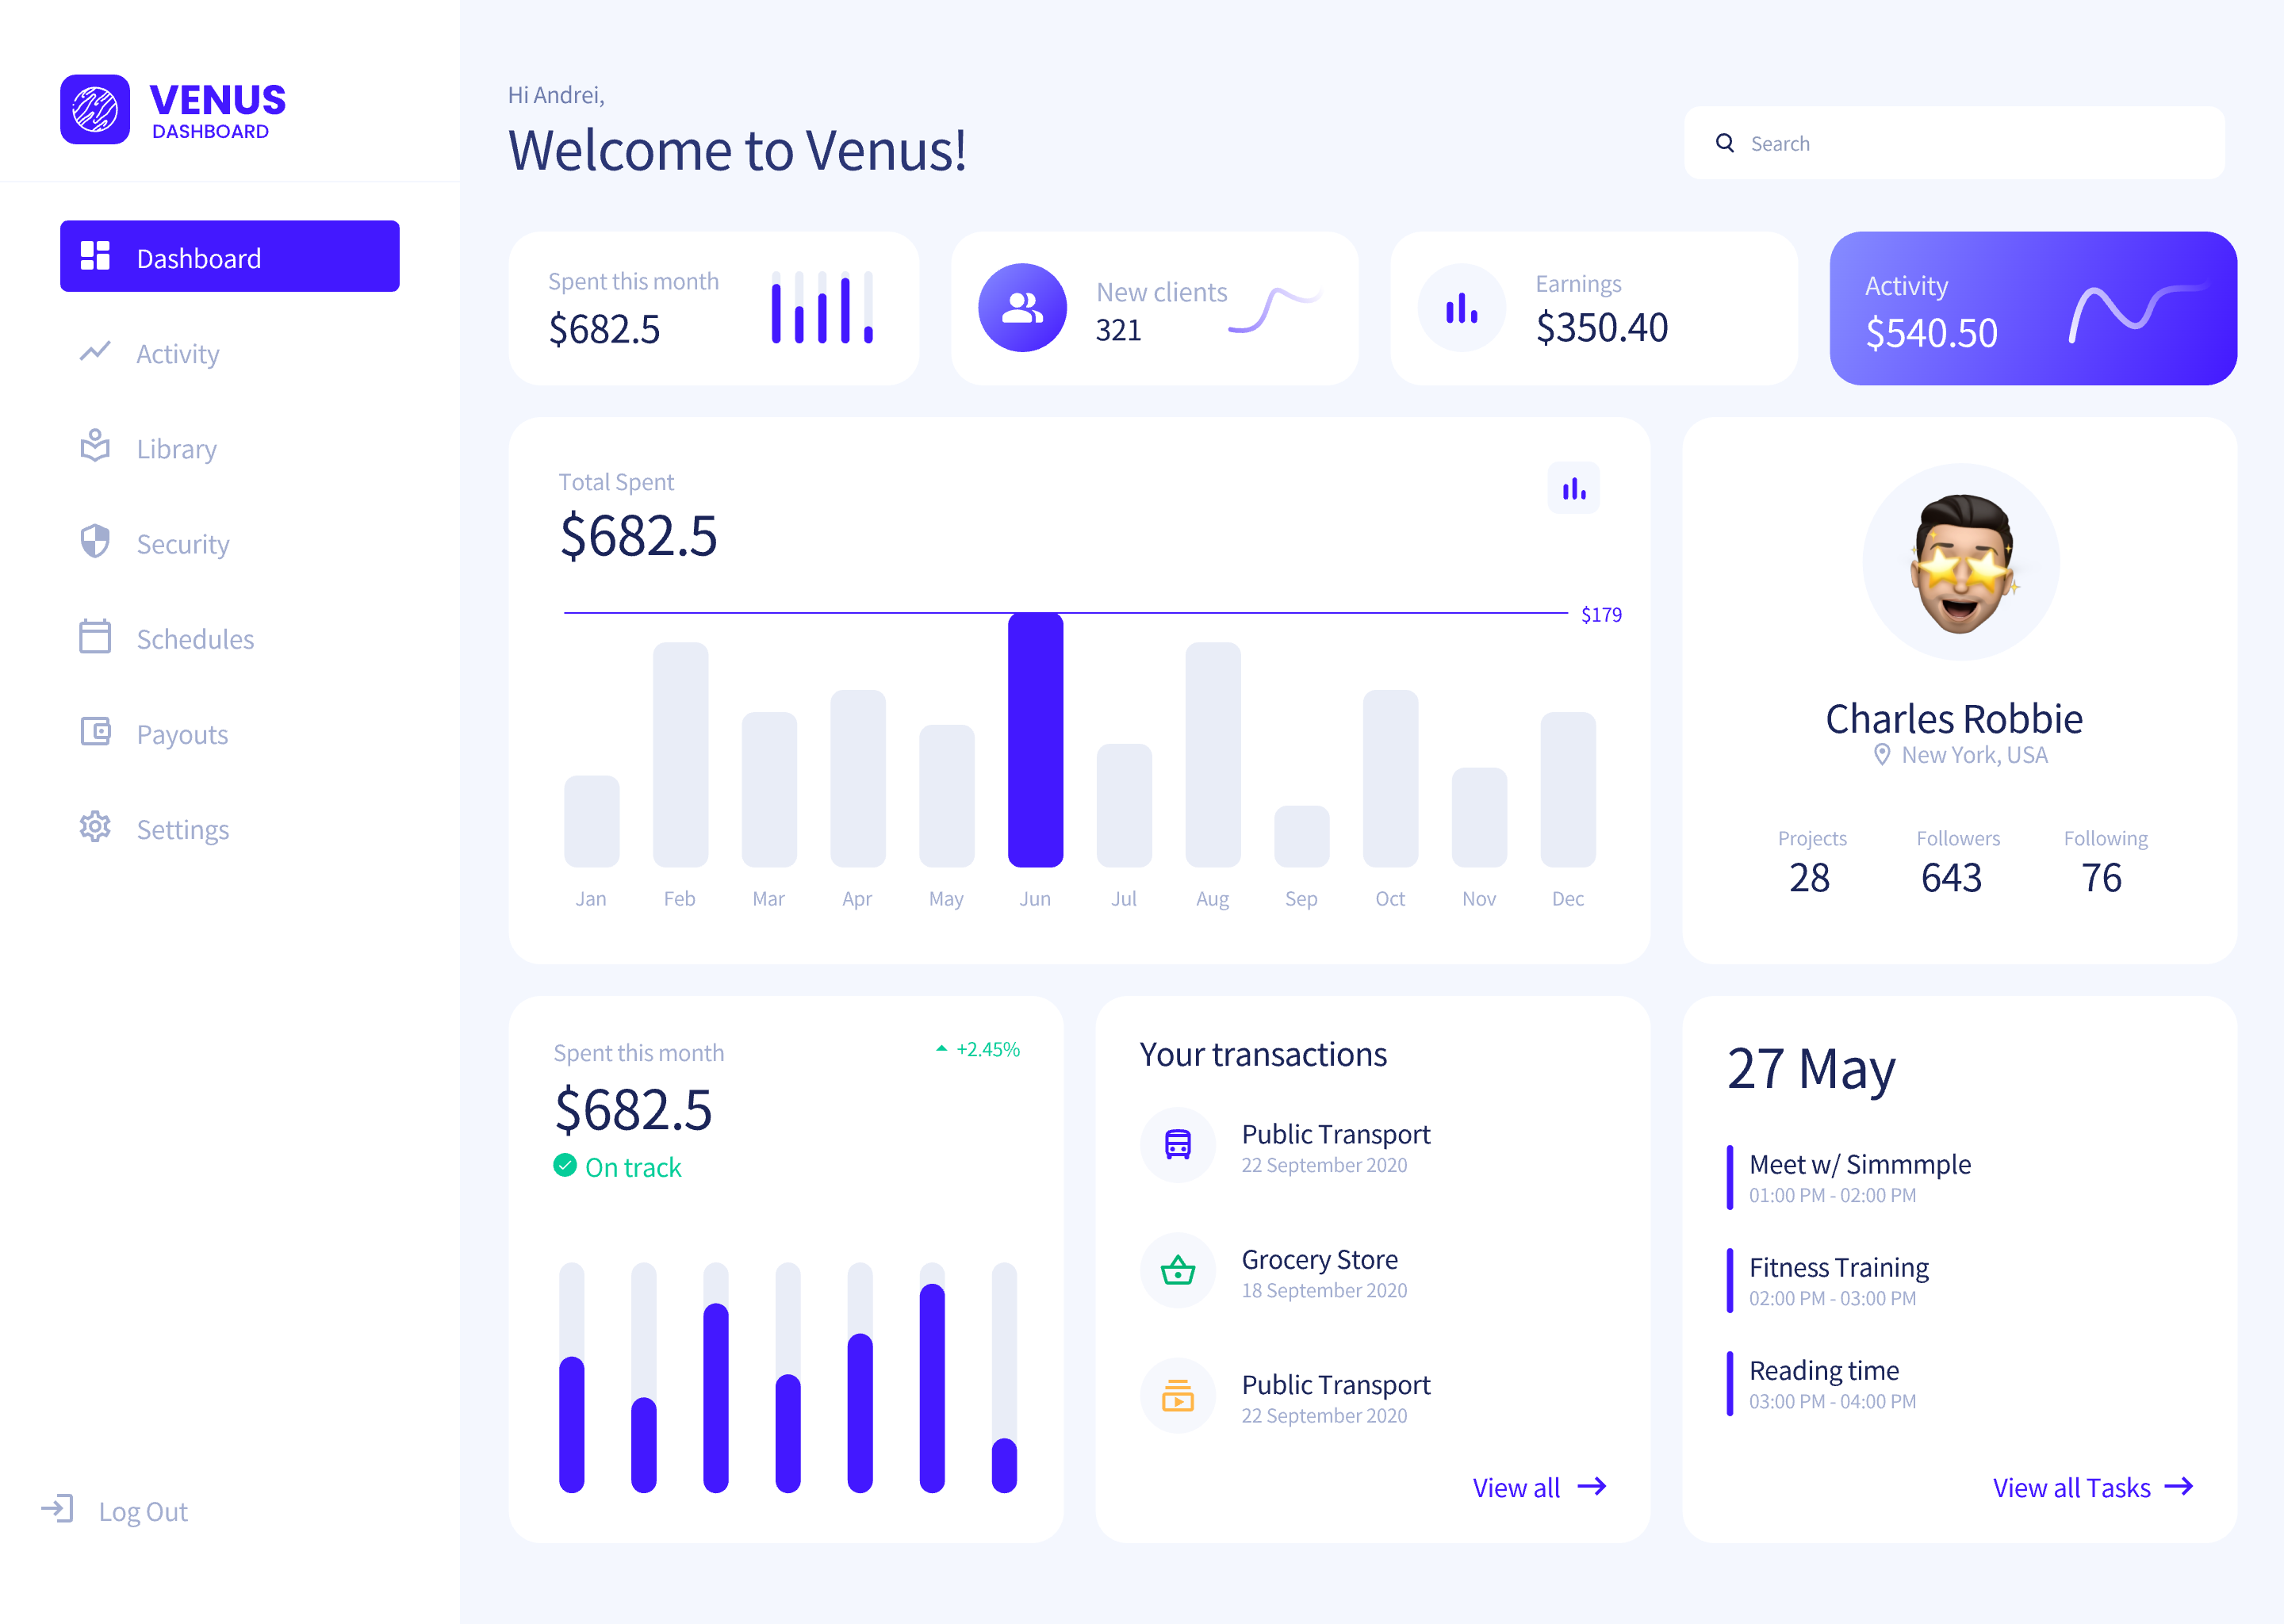 VENUS
DASHBOARD
Dashboard
Activity
Library
Security
Schedules
Payouts
Settings
Log Out
Hi Andrei,
Welcome to Venus!
Search
Spent this month
$682.5
New clients
321
Earnings
$350.40
Activity
$540.50
Total Spent
$682.5
$179
Jan Feb Mar Apr May Jun Jul Aug Sep Oct Nov Dec
Charles Robbie
New York, USA
Projects Followers Following
28 643 76
Spent this month
+2.45%
$682.5
On track
Your transactions
Public Transport
22 September 2020
Grocery Store
18 September 2020
Public Transport
22 September 2020
View all
27 May
Meet w/ Simmmple
01:00 PM - 02:00 PM
Fitness Training
02:00 PM - 03:00 PM
Reading time
03:00 PM - 04:00 PM
View all Tasks